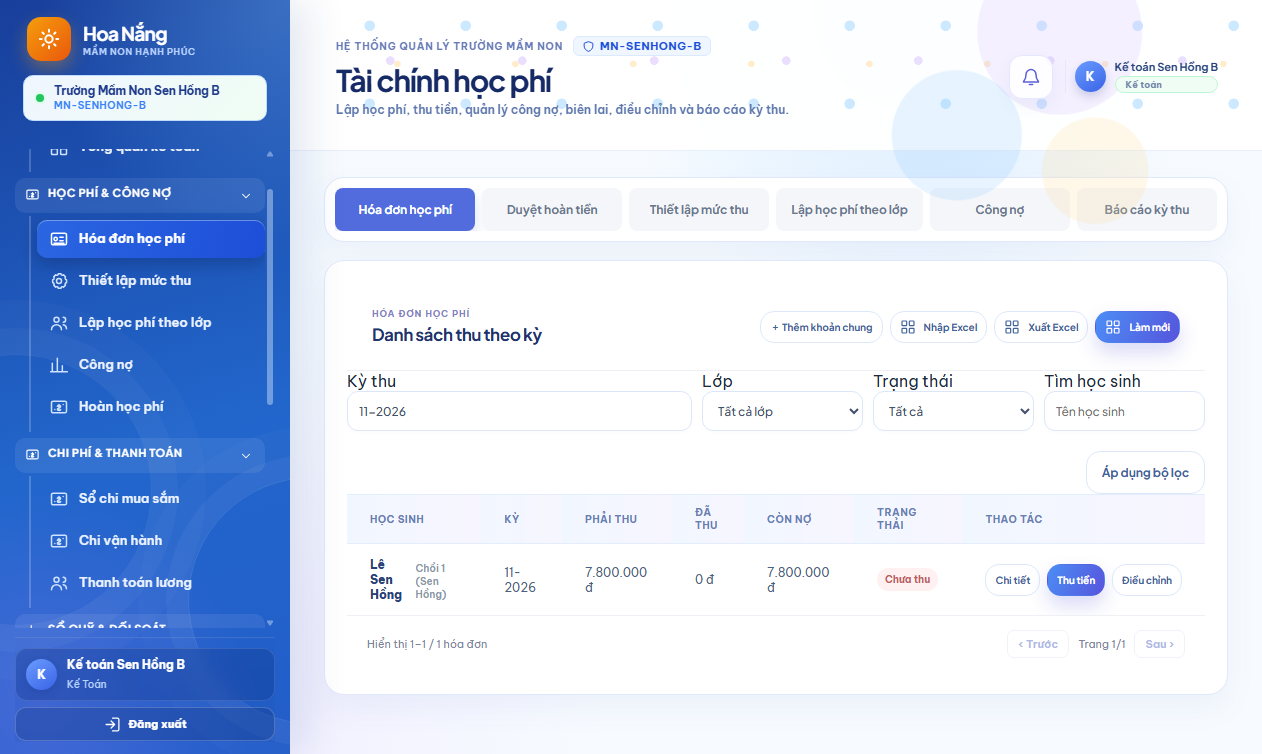 Hoa Nắng
MẦM NON HẠNH PHÚC
Trường Mầm Non Sen Hồng B
MN-SENHONG-B
Tổng quan kế toán
HỌC PHÍ & CÔNG NỢ
Hóa đơn học phí
Thiết lập mức thu
Lập học phí theo lớp
Công nợ
Hoàn học phí
CHI PHÍ & THANH TOÁN
Sổ chi mua sắm
Chi vận hành
Thanh toán lương
SỔ QUỸ & ĐỐI SOÁT
K
Kế toán Sen Hồng B
Kế Toán
Đăng xuất
HỆ THỐNG QUẢN LÝ TRƯỜNG MẦM NON
MN-SENHONG-B
Tài chính học phí
Lập học phí, thu tiền, quản lý công nợ, biên lai, điều chỉnh và báo cáo kỳ thu.
K
Kế toán Sen Hồng B
Kế toán
Hóa đơn học phí
Duyệt hoàn tiền
Thiết lập mức thu
Lập học phí theo lớp
Công nợ
Báo cáo kỳ thu
HÓA ĐƠN HỌC PHÍ
Danh sách thu theo kỳ
+ Thêm khoản chung
Nhập Excel
Xuất Excel
Làm mới
Kỳ thu
Lớp
Trạng thái
Tìm học sinh
11-2026
Tất cả lớp
Tất cả
Tên học sinh
Áp dụng bộ lọc
HỌC SINH
KỲ
PHẢI THU
ĐÃ
THU
CÒN NỢ
TRẠNG
THÁI
THAO TÁC
Lê
Sen
Hồng
Chồi 1
(Sen
Hồng)
11-
2026
7.800.000
đ
0 đ
7.800.000
đ
Chưa thu
Chi tiết
Thu tiền
Điều chỉnh
Hiển thị 1-1 / 1 hóa đơn
‹ Trước
Trang 1/1
Sau ›